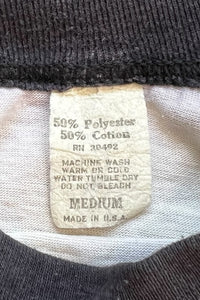 50% Polyester
50% Cotton
RN 30492
MACHINE WASH
WARM OR COLD
WATER TUMBLE DRY
DO NOT BLEACH
MEDIUM
MADE IN U.S.A.